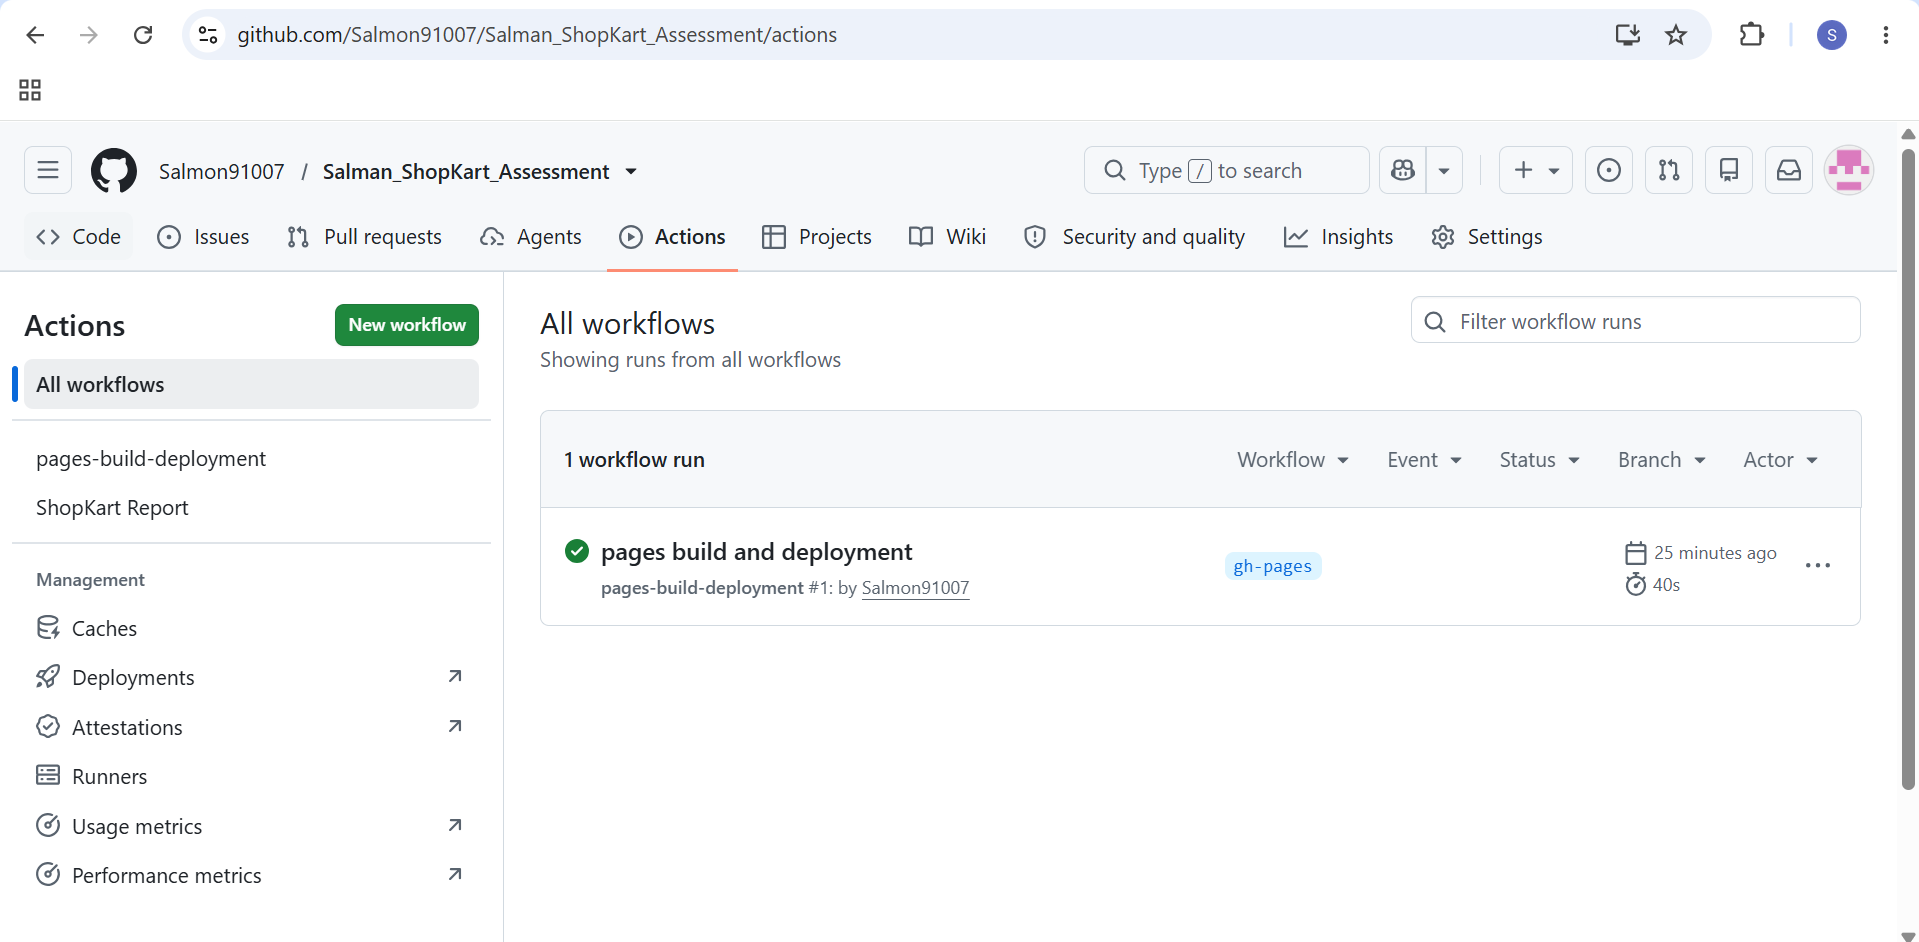 github.com/Salmon91007/Salman_ShopKart_Assessment/actions
S
Salmon91007 / Salman_ShopKart_Assessment
Type / to search
Code
Issues
Pull requests
Agents
Actions
Projects
Wiki
Security and quality
Insights
Settings
Actions
New workflow
All workflows
pages-build-deployment
ShopKart Report
Management
Caches
Deployments
Attestations
Runners
Usage metrics
Performance metrics
All workflows
Showing runs from all workflows
Filter workflow runs
1 workflow run
Workflow
Event
Status
Branch
Actor
pages build and deployment
pages-build-deployment #1: by Salmon91007
gh-pages
25 minutes ago
40s